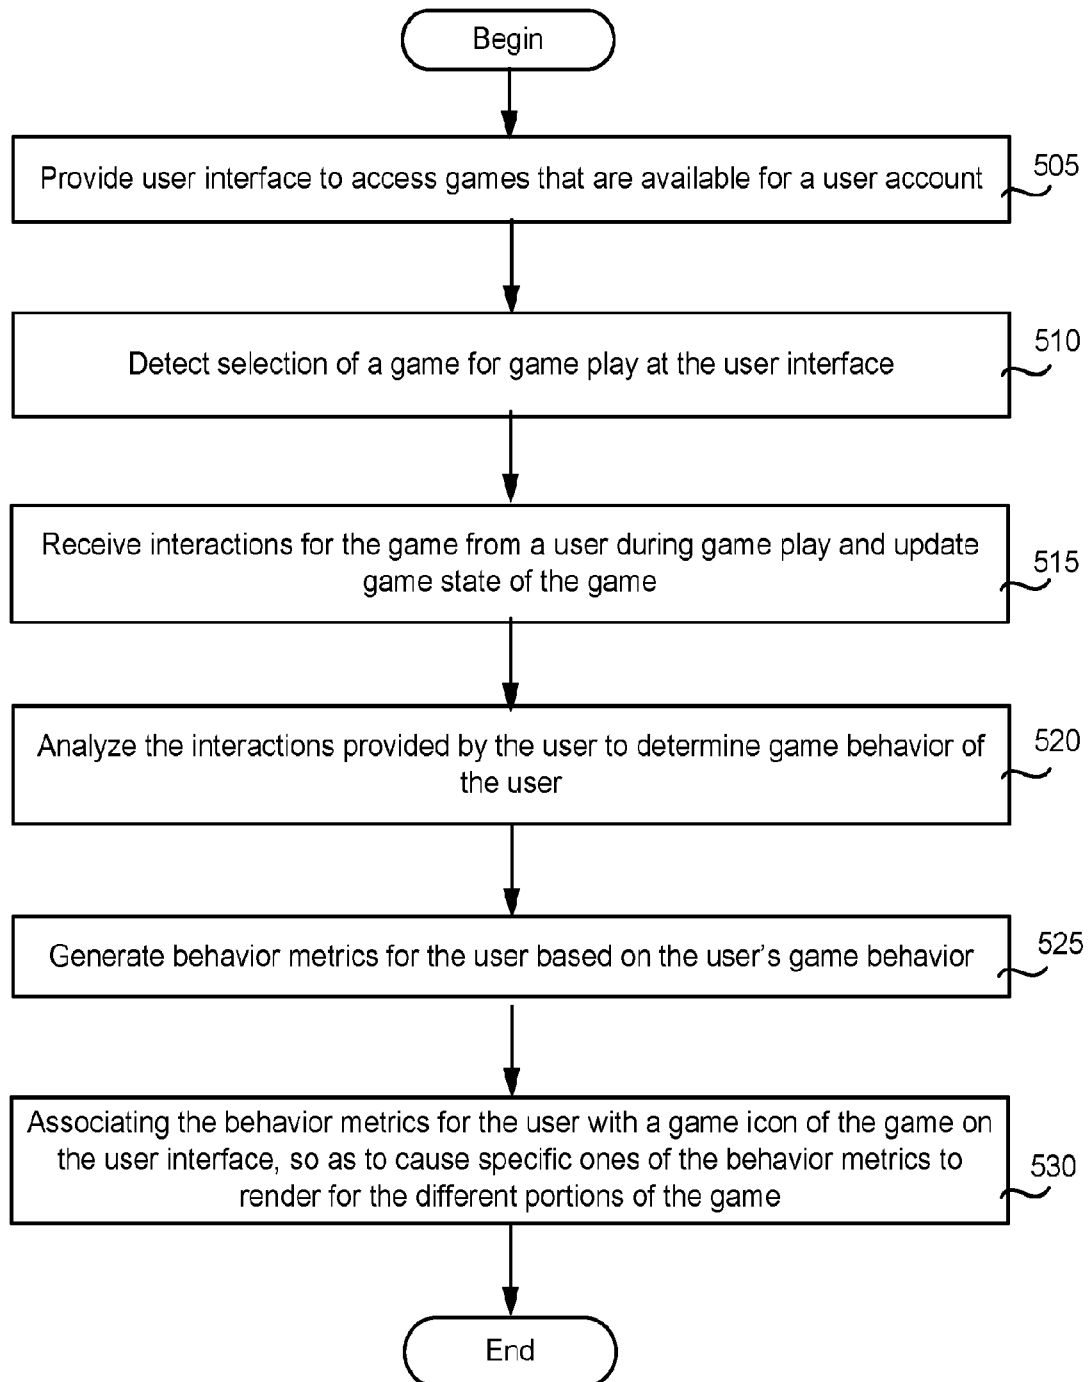 Begin
Provide user interface to access games that are available for a user account
505
Detect selection of a game for game play at the user interface
510
Receive interactions for the game from a user during game play and update
game state of the game
515
Analyze the interactions provided by the user to determine game behavior of
the user
520
Generate behavior metrics for the user based on the user's game behavior
525
Associating the behavior metrics for the user with a game icon of the game on
the user interface, so as to cause specific ones of the behavior metrics to
render for the different portions of the game
530
End